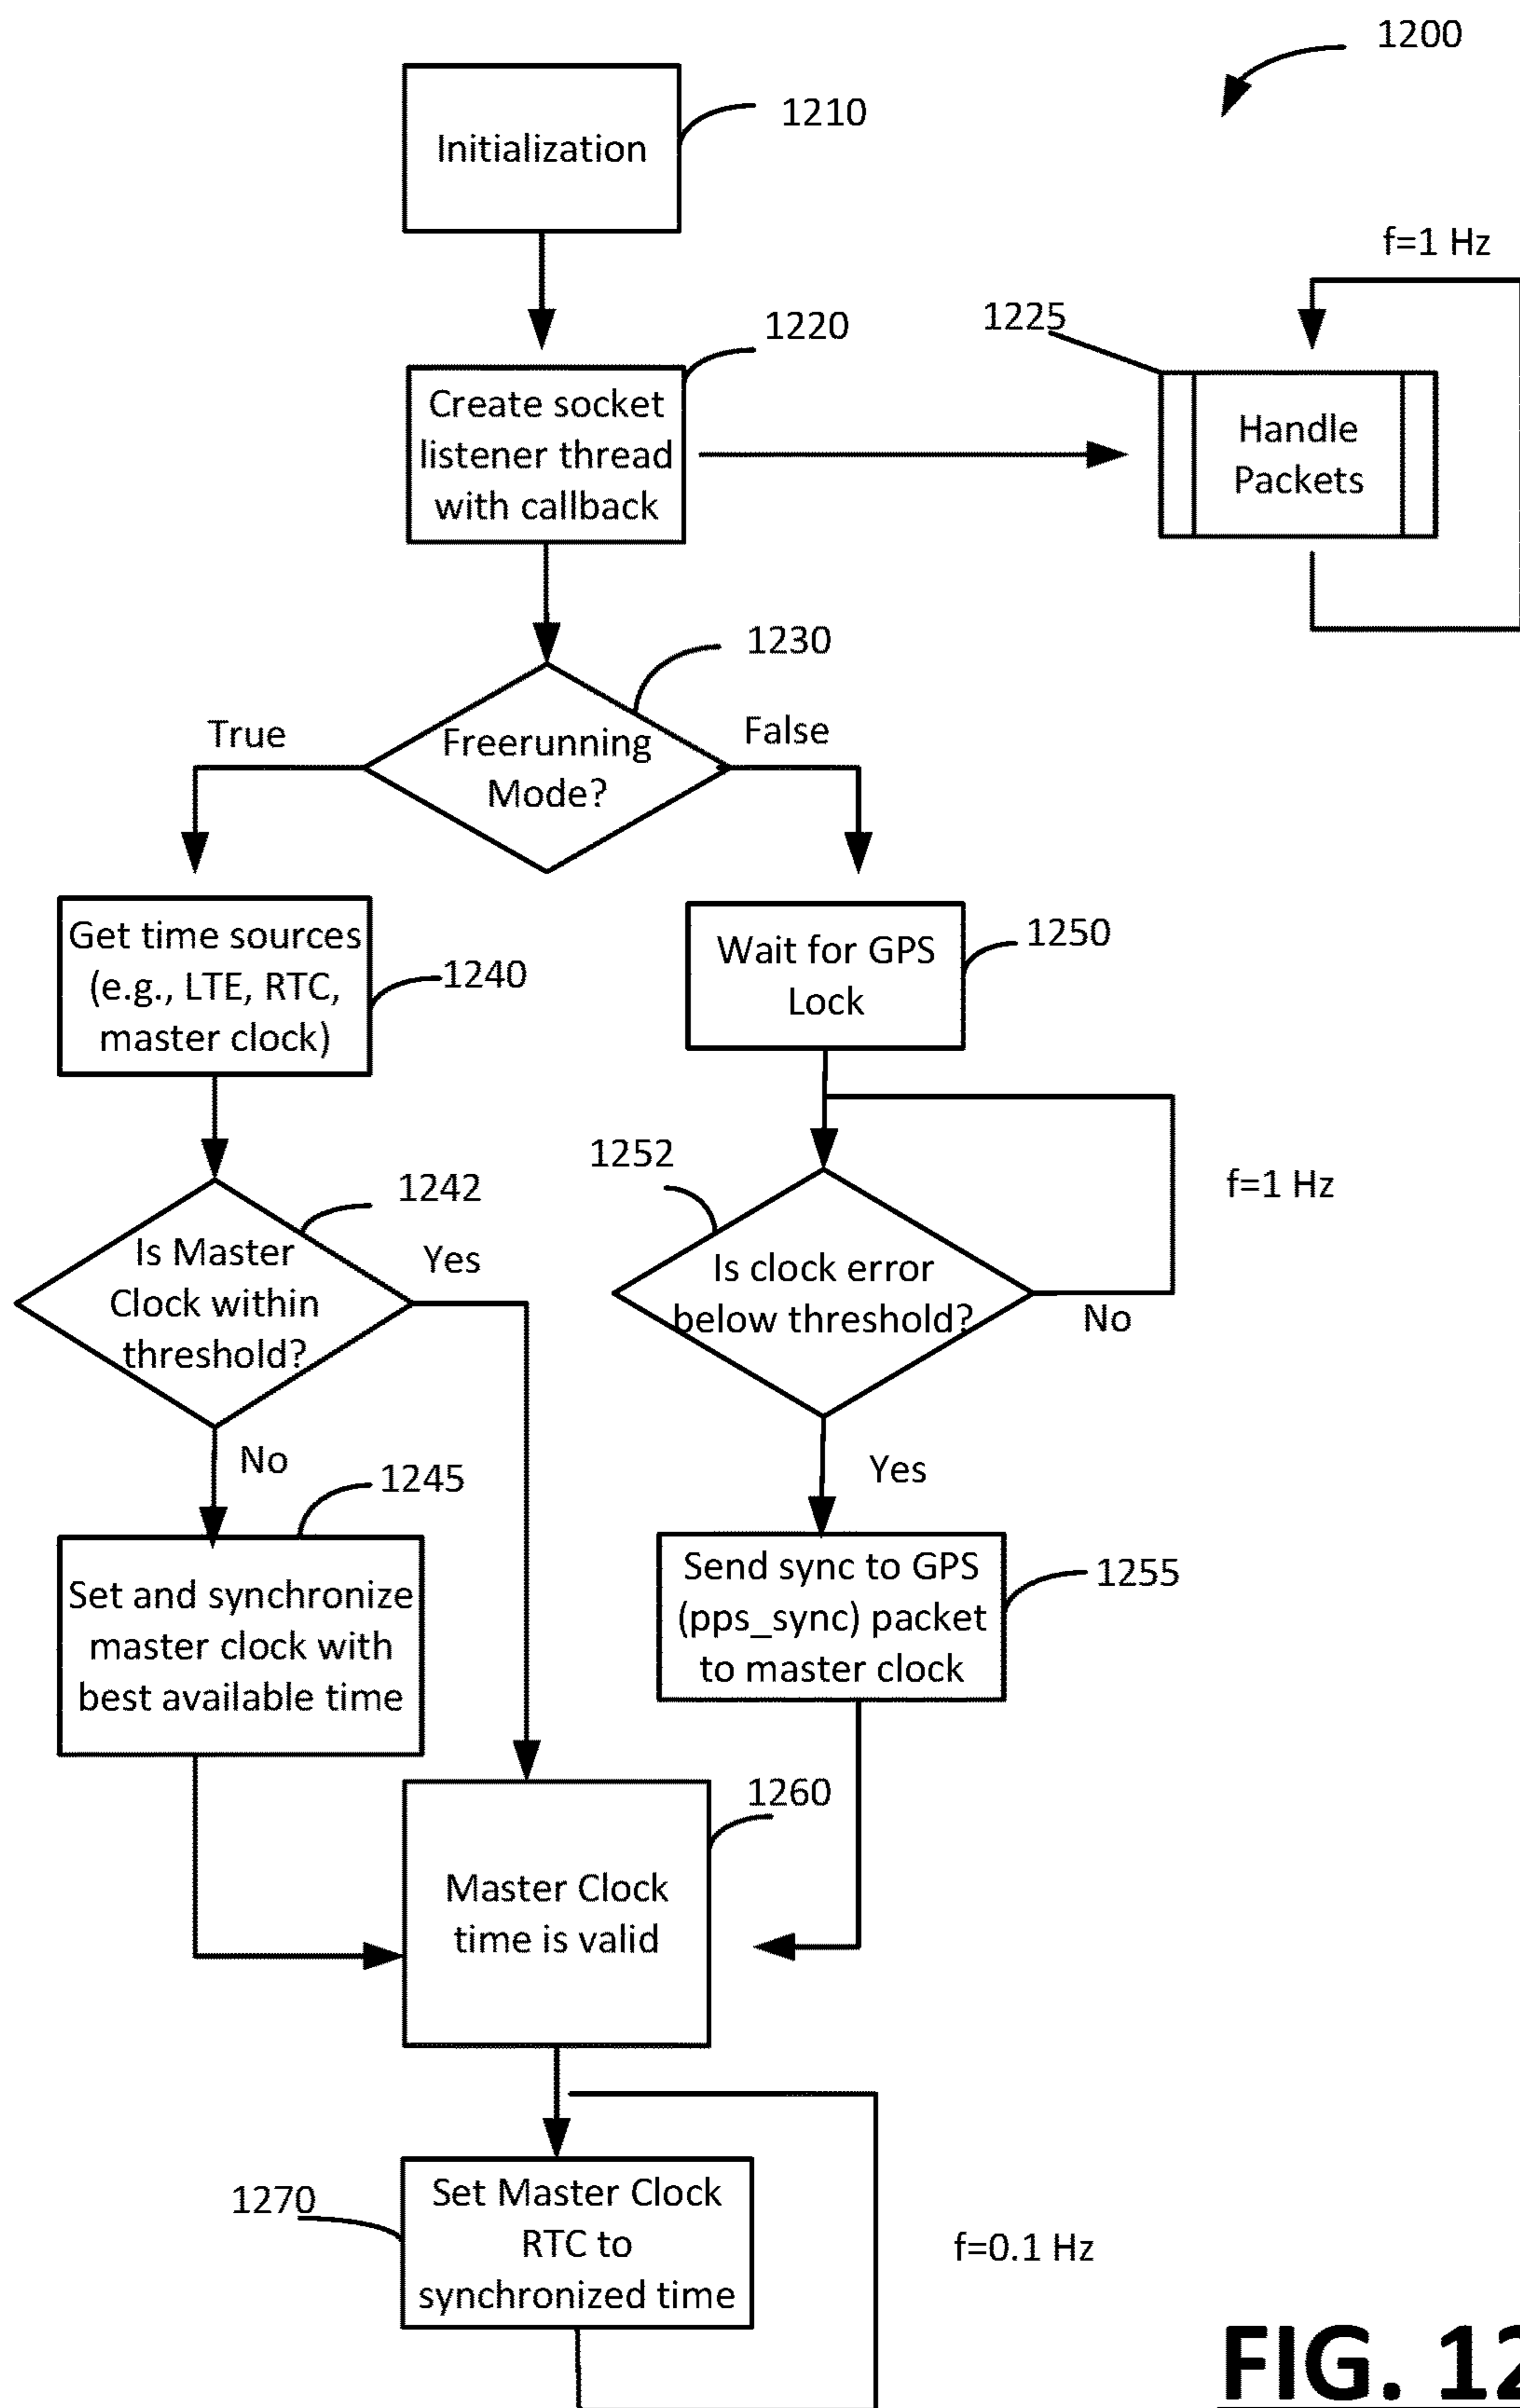 1200
Initialization
1210
f=1 Hz
1220
1225
Create socket
listener thread
with callback
Handle
Packets
1230
True
False
Freerunning
Mode?
Get time sources
(e.g., LTE, RTC,
master clock)
1240
Wait for GPS
Lock
1250
1252
f=1 Hz
1242
Is Master
Clock within
threshold?
Yes
Is clock error
below threshold?
No
No
Yes
1245
Set and synchronize
master clock with
best available time
Send sync to GPS
(pps_sync) packet
to master clock
1255
1260
Master Clock
time is valid
1270
Set Master Clock
RTC to
synchronized time
f=0.1 Hz
FIG. 12